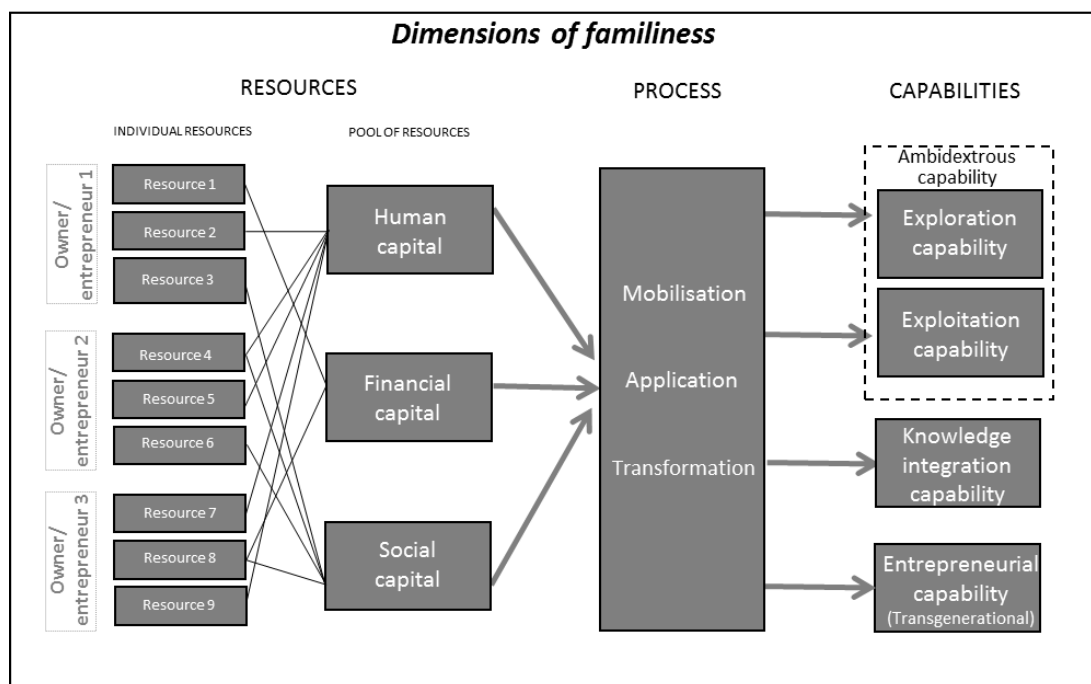 Dimensions of familiness
RESOURCES
PROCESS
CAPABILITIES
INDIVIDUAL RESOURCES
POOL OF RESOURCES
Owner/
entrepreneur 1
Resource 1
Resource 2
Resource 3
Owner/
entrepreneur 2
Resource 4
Resource 5
Resource 6
Owner/
entrepreneur 3
Resource 7
Resource 8
Resource 9
Human
capital
Financial
capital
Social
capital
Mobilisation
Application
Transformation
Ambidextrous
capability
Exploration
capability
Exploitation
capability
Knowledge
integration
capability
Entrepreneurial
capability
(Transgenerational)